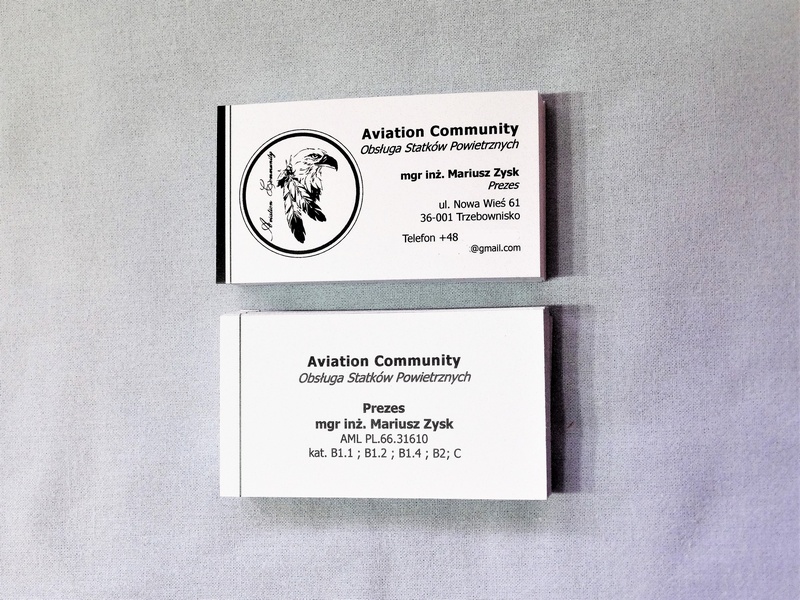 Aviation Community
Aviation Community
Obsługa Statków Powietrznych
mgr inż. Mariusz Zysk
Prezes
ul. Nowa Wieś 61
36-001 Trzebownisko
Telefon +48
@gmail.com
Aviation Community
Obsługa Statków Powietrznych
Prezes
mgr inż. Mariusz Zysk
AML PL.66.31610
kat. B1.1 ; B1.2 ; B1.4 ; B2; C